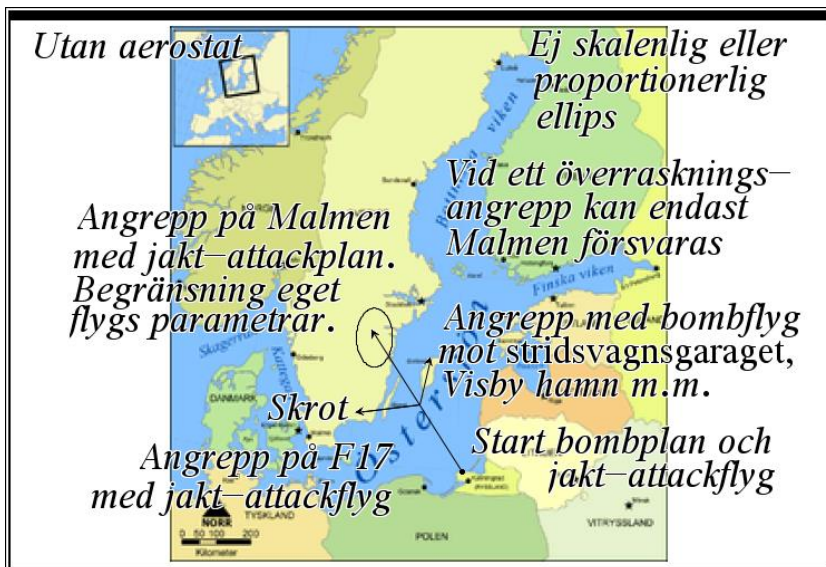 Utan aerostat
Ej skalenlig eller
proportionerlig
ellips
Vid ett överrasknings–
angrepp kan endast
Malmen försvaras
Angrepp på Malmen
med jakt–attackplan.
Begränsning eget
flygs parametrar.
Angrepp med bombflyg
mot stridsvagnsgaraget,
Visby hamn m.m.
Skrot
Angrepp på F17
med jakt–attackflyg
Start bombplan och
jakt–attackflyg
viken
Finska viken
Östersjön
DANMARK
TYSKLAND
POLEN
VITRYSSLAND
Göteborg
Gdansk
Minsk
NORR
0 50 100 200
Kilometer